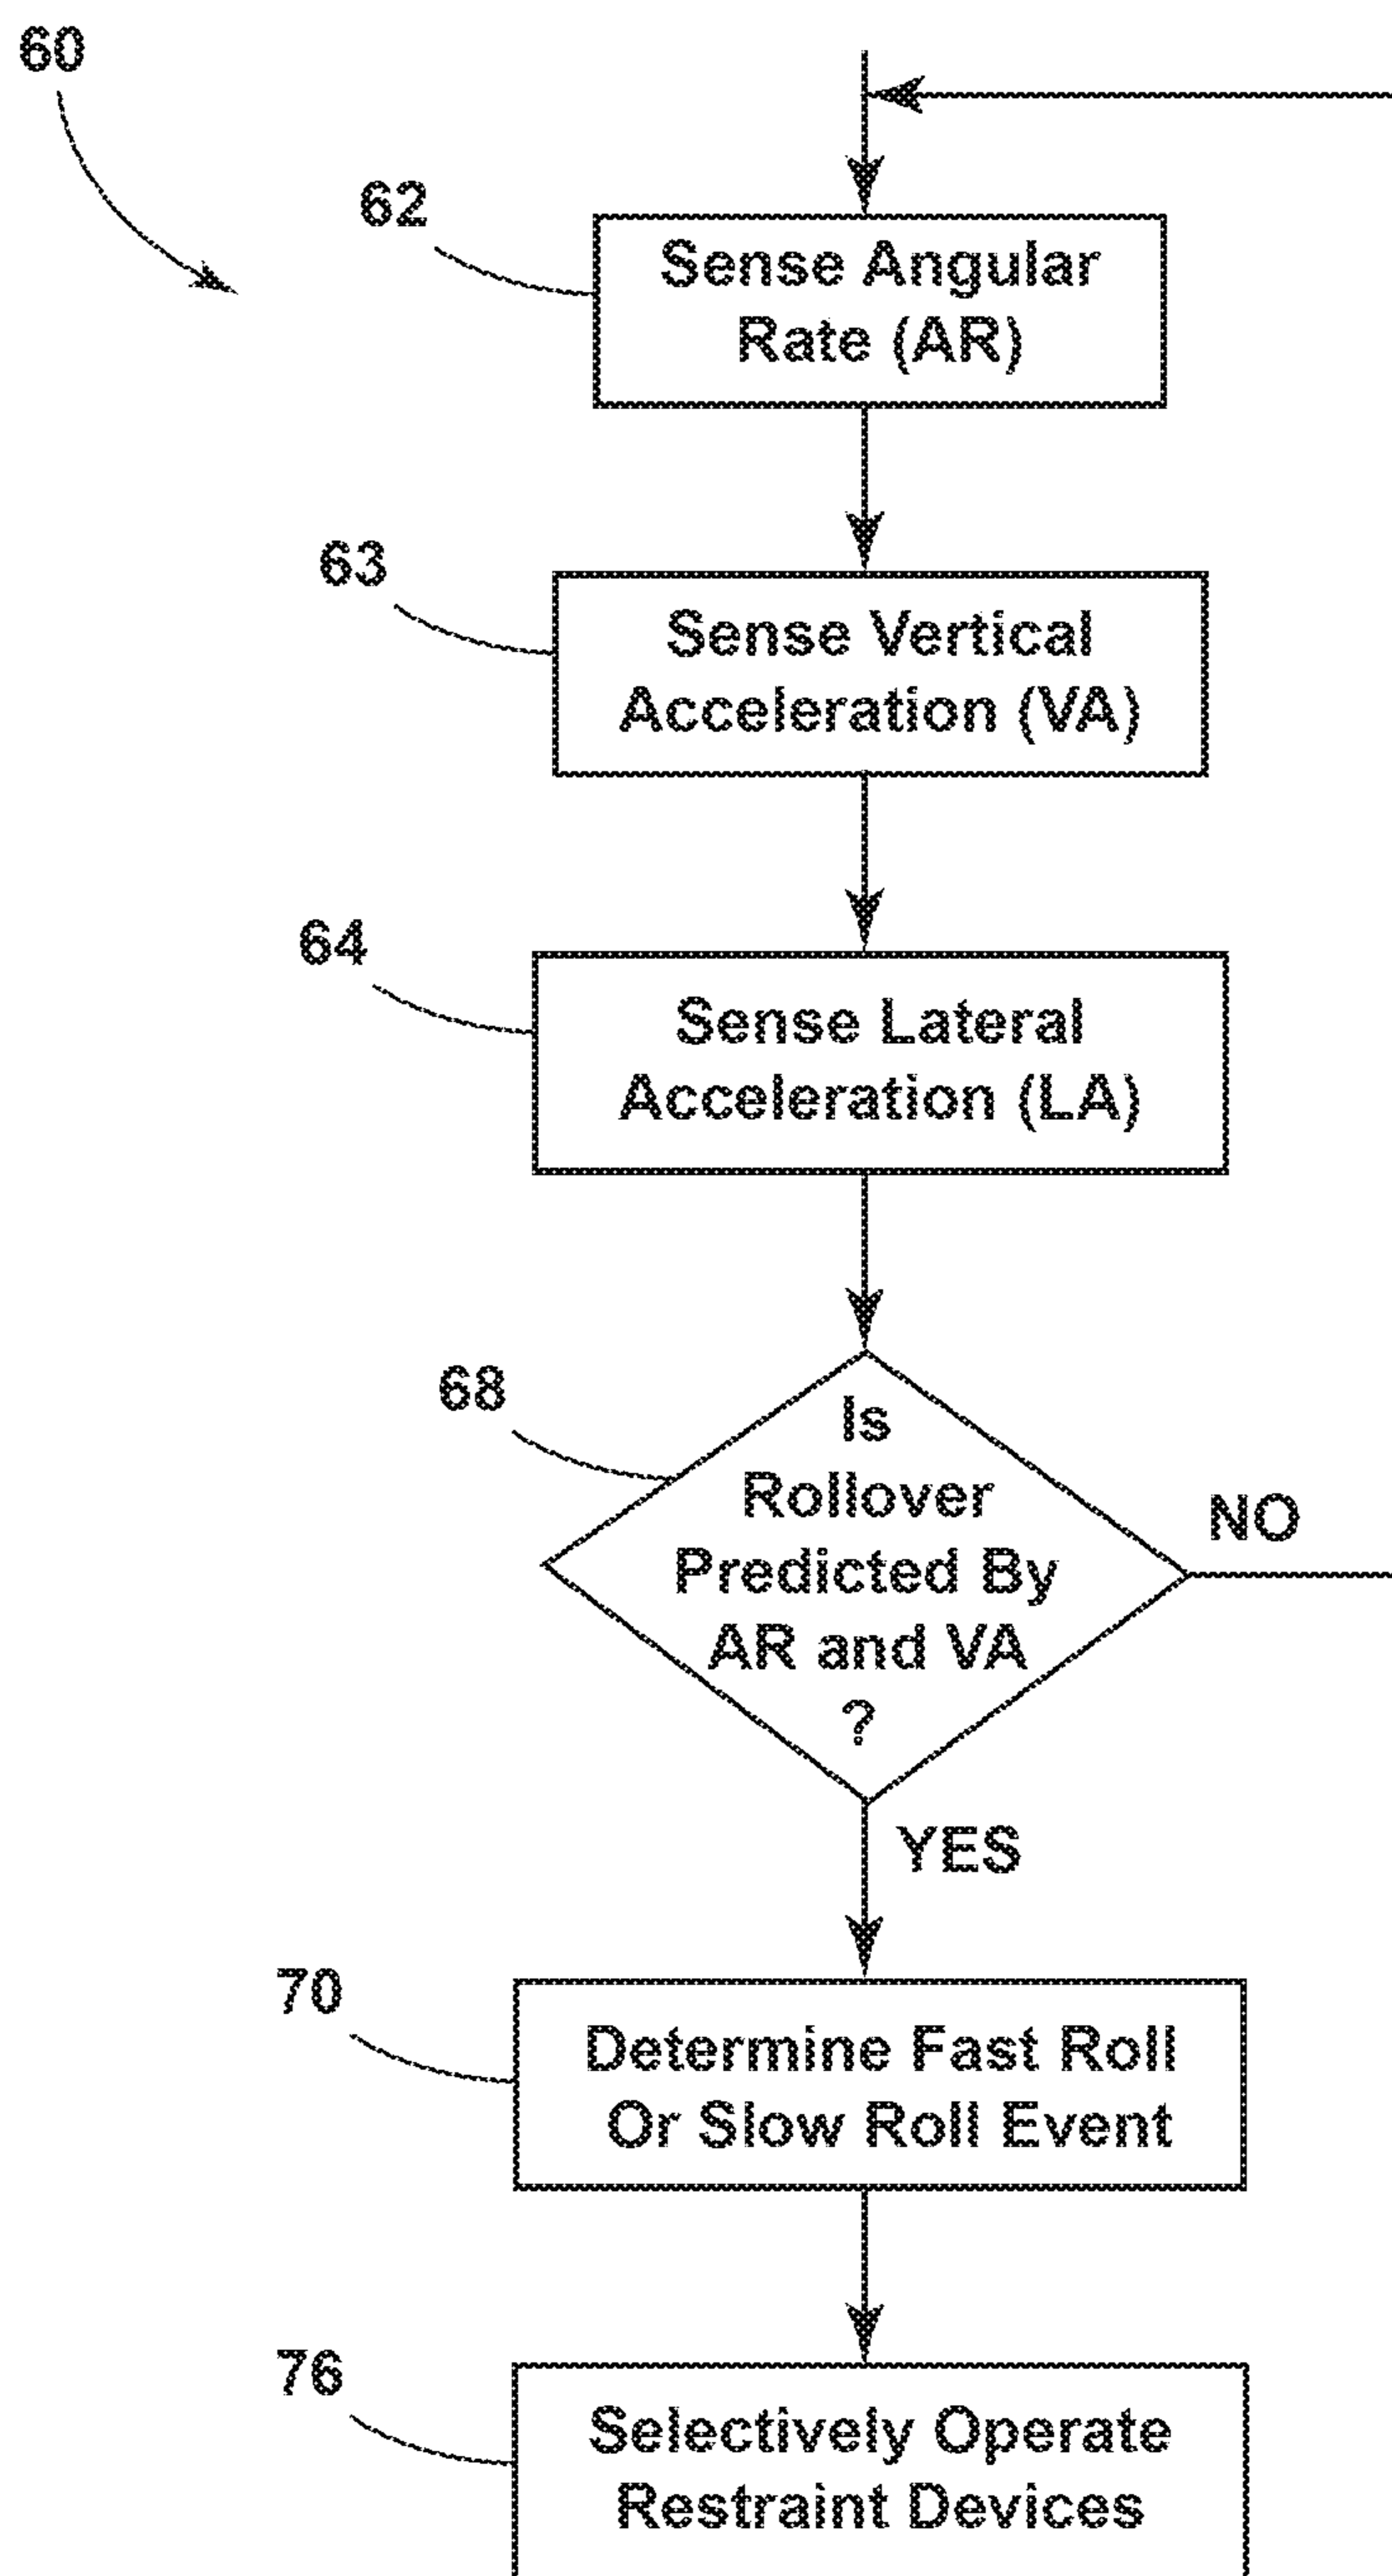 60
62
Sense Angular
Rate (AR)
63
Sense Vertical
Acceleration (VA)
64
Sense Lateral
Acceleration (LA)
68
Is
Rollover
Predicted By
AR and VA
?
NO
YES
70
Determine Fast Roll
Or Slow Roll Event
76
Selectively Operate
Restraint Devices